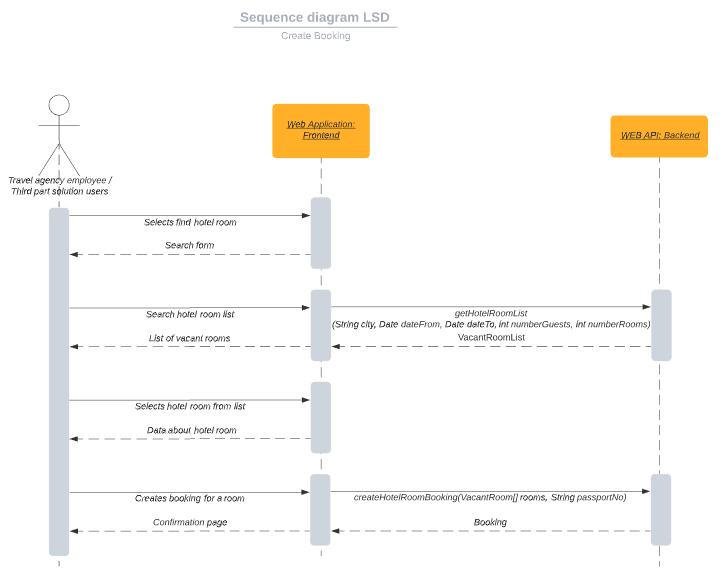 Sequence diagram LSD
Create Booking
Web Application:
Frontend
WEB API: Backend
Travel agency employee /
Third part solution users
Selects find hotel room
Search form
Search hotel room list
getHotelRoomList
(String city, Date dateFrom, Date dateTo, int numberGuests, int numberRooms)
List of vacant rooms
VacantRoomList
Selects hotel room from list
Data about hotel room
Creates booking for a room
createHotelRoomBooking(VacantRoom[] rooms, String passportNo)
Confirmation page
Booking